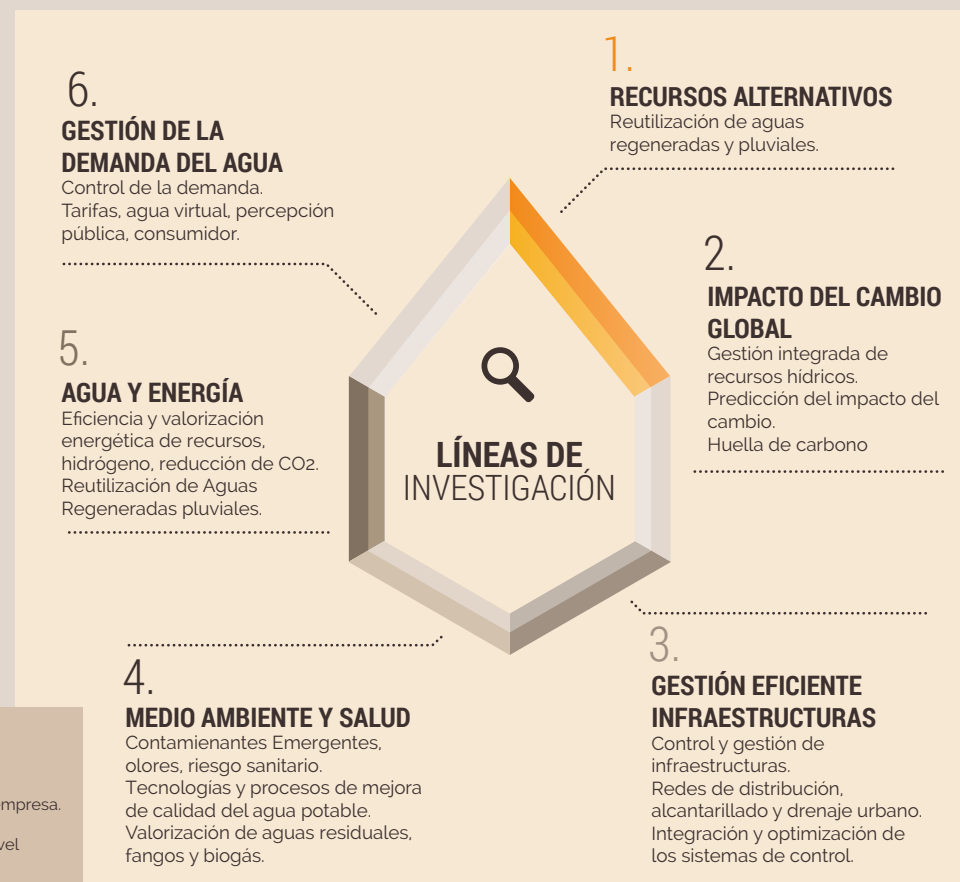 1.
RECURSOS ALTERNATIVOS
Reutilización de aguas
regeneradas y pluviales.
2.
IMPACTO DEL CAMBIO
GLOBAL
Gestión integrada de
recursos hídricos.
Predicción del impacto del
cambio.
Huella de carbono
3.
GESTIÓN EFICIENTE
INFRAESTRUCTURAS
Control y gestión de
infraestructuras.
Redes de distribución,
alcantarillado y drenaje urbano.
Integración y optimización de
los sistemas de control.
4.
MEDIO AMBIENTE Y SALUD
Contamienantes Emergentes,
olores, riesgo sanitario.
Tecnologías y procesos de mejora
de calidad del agua potable.
Valorización de aguas residuales,
fangos y biogás.
5.
AGUA Y ENERGÍA
Eficiencia y valorización
energética de recursos,
hidrógeno, reducción de CO2.
Reutilización de Aguas
Regeneradas pluviales.
6.
GESTIÓN DE LA
DEMANDA DEL AGUA
Control de la demanda.
Tarifas, agua virtual, percepción
pública, consumidor.
LÍNEAS DE
INVESTIGACIÓN